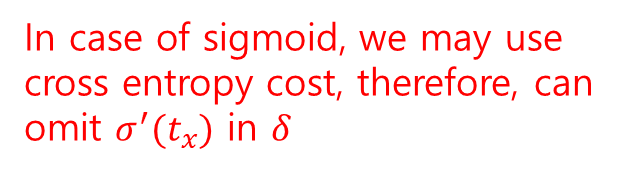 In case of sigmoid, we may use
cross entropy cost, therefore, can
omit σ′(tₓ) in δ